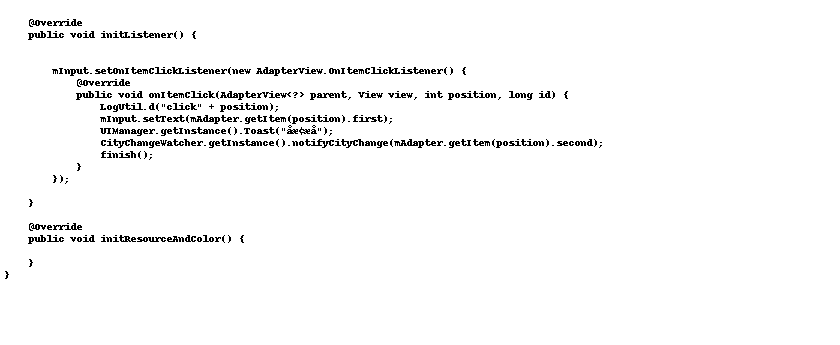 @Override
public void initListener() {
mInput.setOnItemClickListener(new AdapterView.OnItemClickListener() {
@Override
public void onItemClick(AdapterView<?> parent, View view, int position, long id) {
LogUtil.d("click" + position);
mInput.setText(mAdapter.getItem(position).first);
UIManager.getInstance().Toast("åæ¢æå");
CityChangeWatcher.getInstance().notifyCityChange(mAdapter.getItem(position).second);
finish();
}
});
}
@Override
public void initResourceAndColor() {
}
}